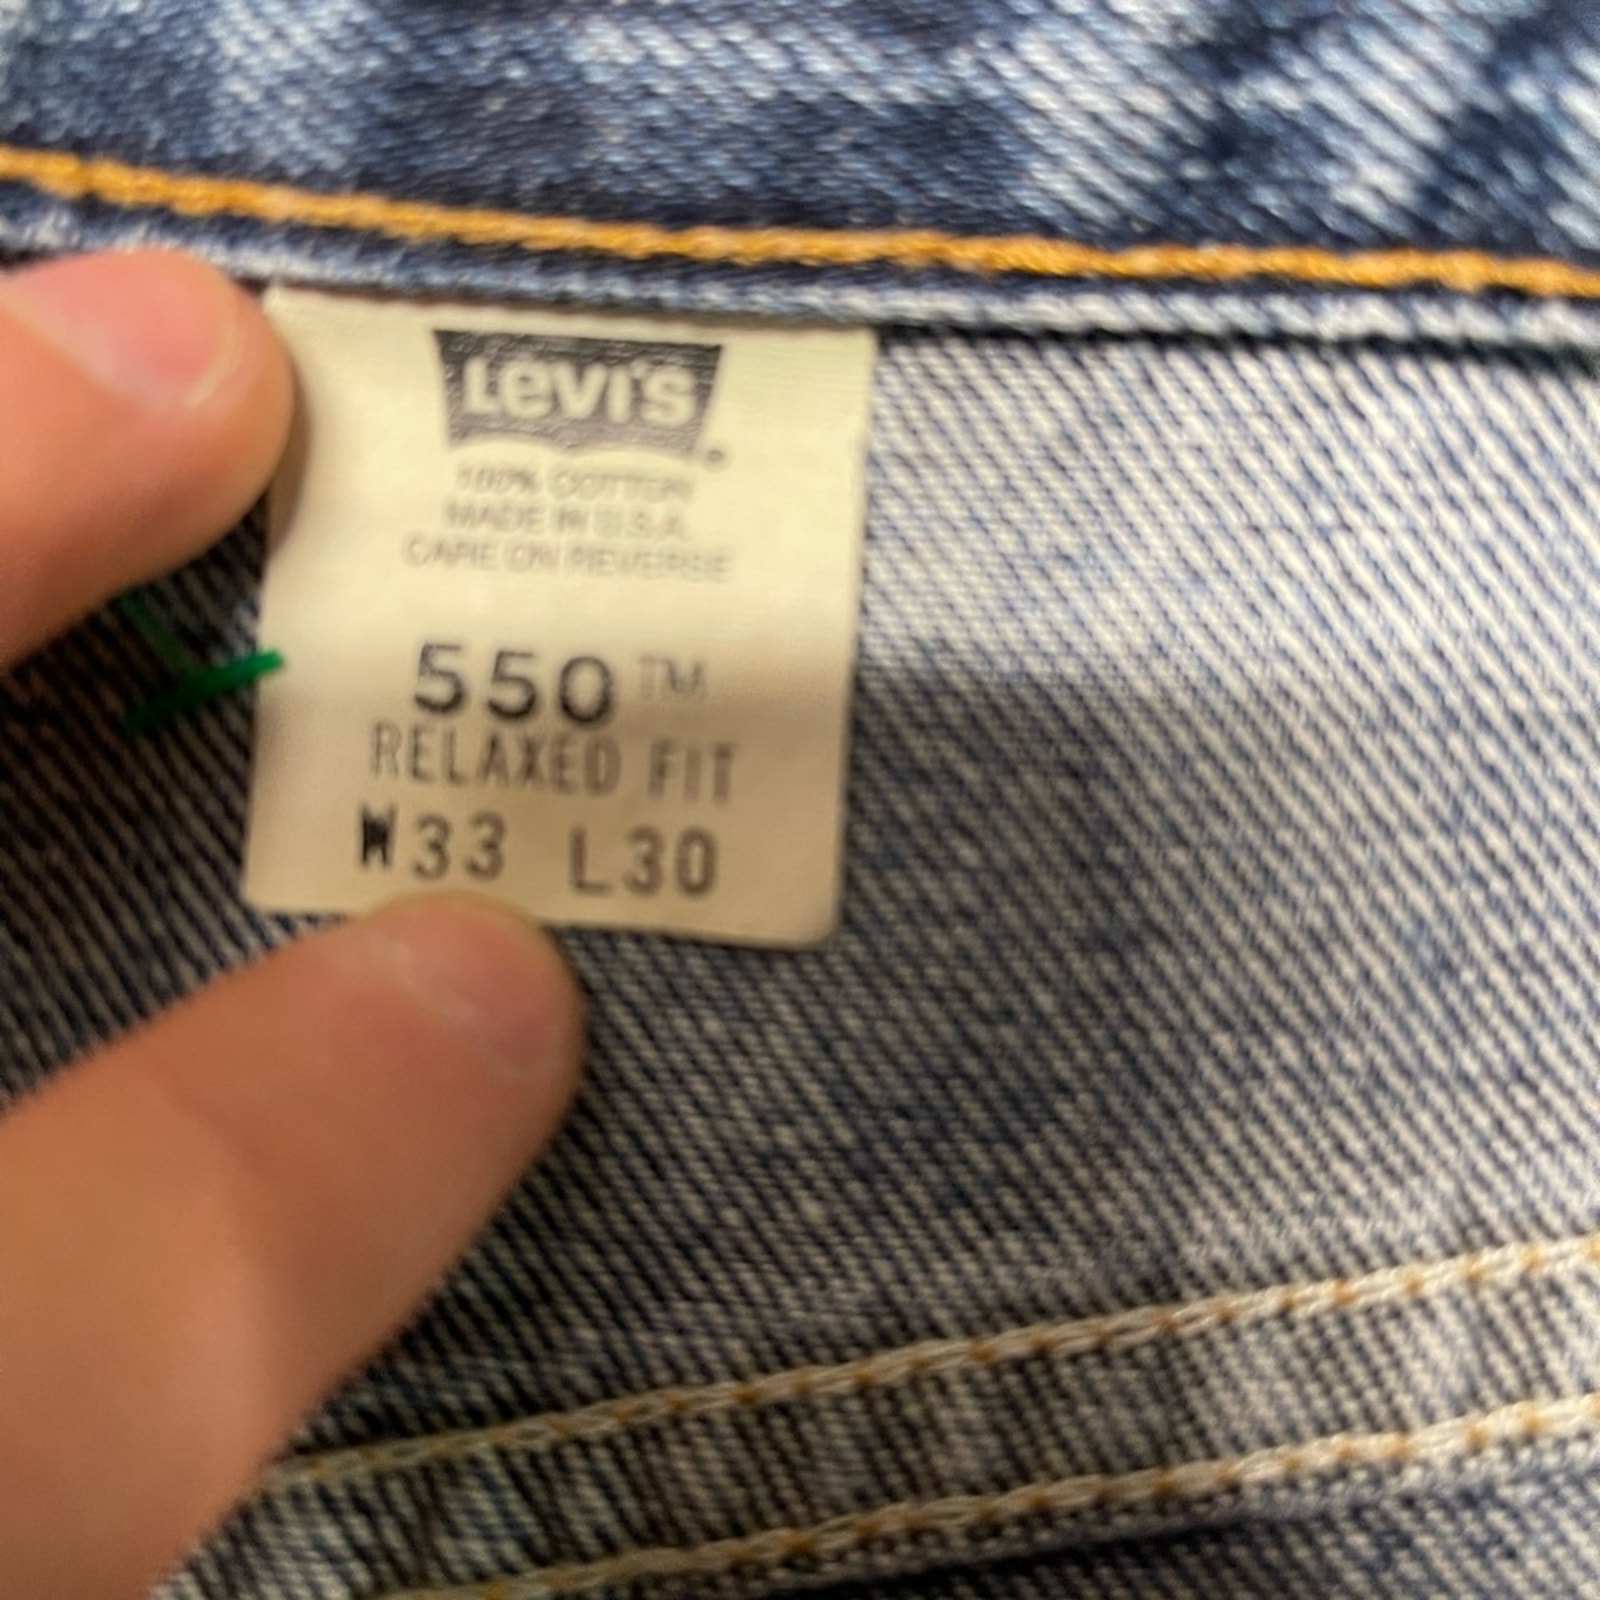 Levi's
100% COTTON
MADE IN U.S.A.
CARE ON REVERSE
550™
RELAXED FIT
W33 L30